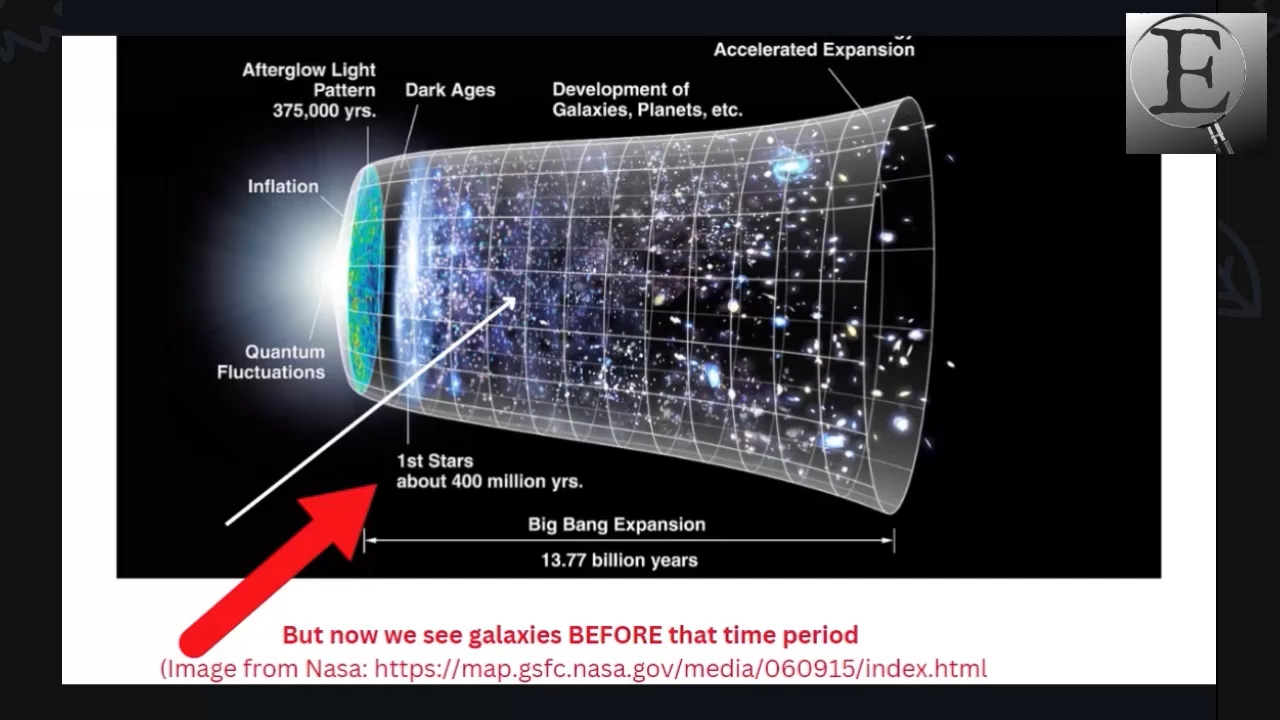 Accelerated Expansion
Afterglow Light
Pattern
375,000 yrs.
Dark Ages
Development of
Galaxies, Planets, etc.
Inflation
Quantum
Fluctuations
1st Stars
about 400 million yrs.
Big Bang Expansion
13.77 billion years
But now we see galaxies BEFORE that time period
(Image from Nasa: https://map.gsfc.nasa.gov/media/060915/index.html
E